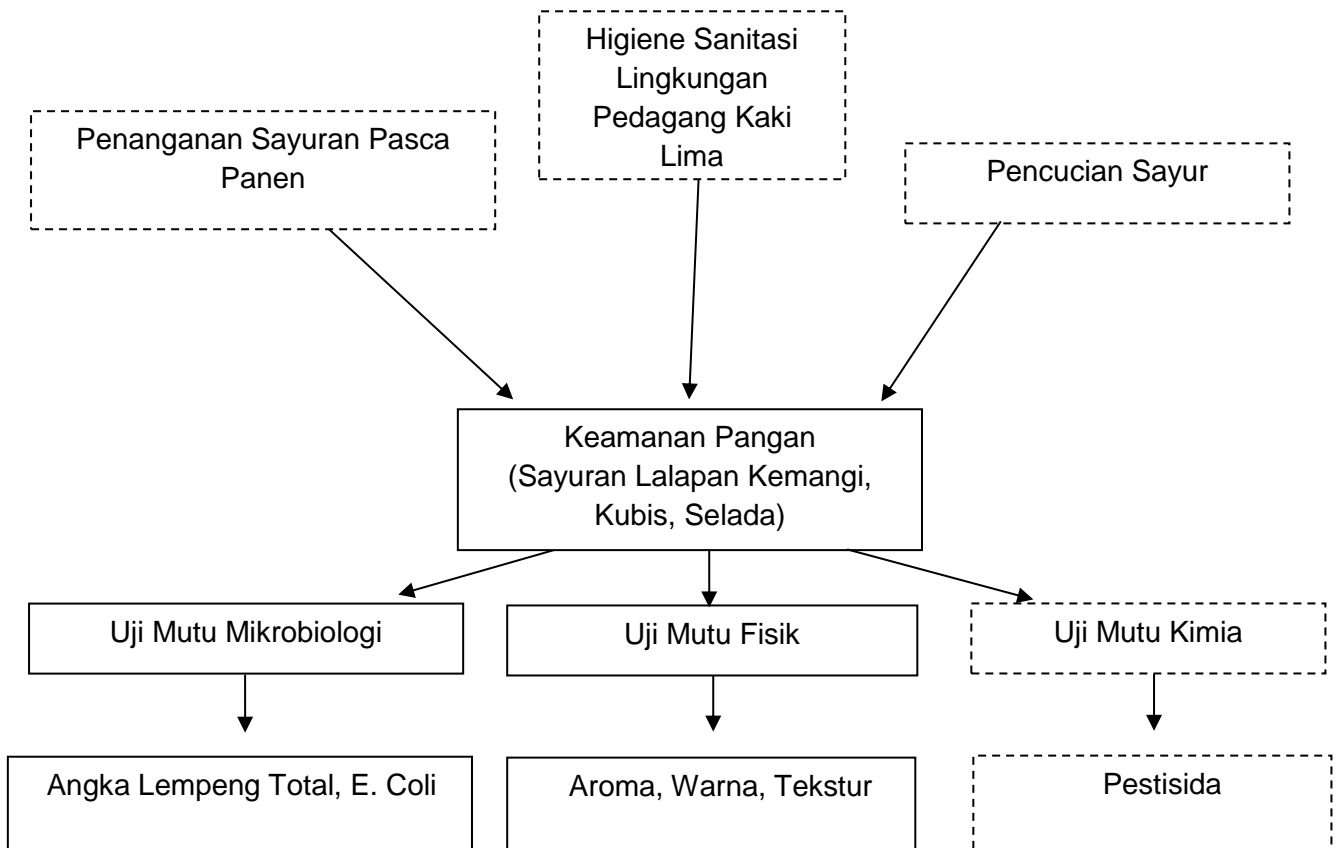 Higiene Sanitasi
Lingkungan
Pedagang Kaki
Lima
Penanganan Sayuran Pasca
Panen
Pencucian Sayur
Keamanan Pangan
(Sayuran Lalapan Kemangi,
Kubis, Selada)
Uji Mutu Mikrobiologi
Uji Mutu Fisik
Uji Mutu Kimia
Angka Lempeng Total, E. Coli
Aroma, Warna, Tekstur
Pestisida